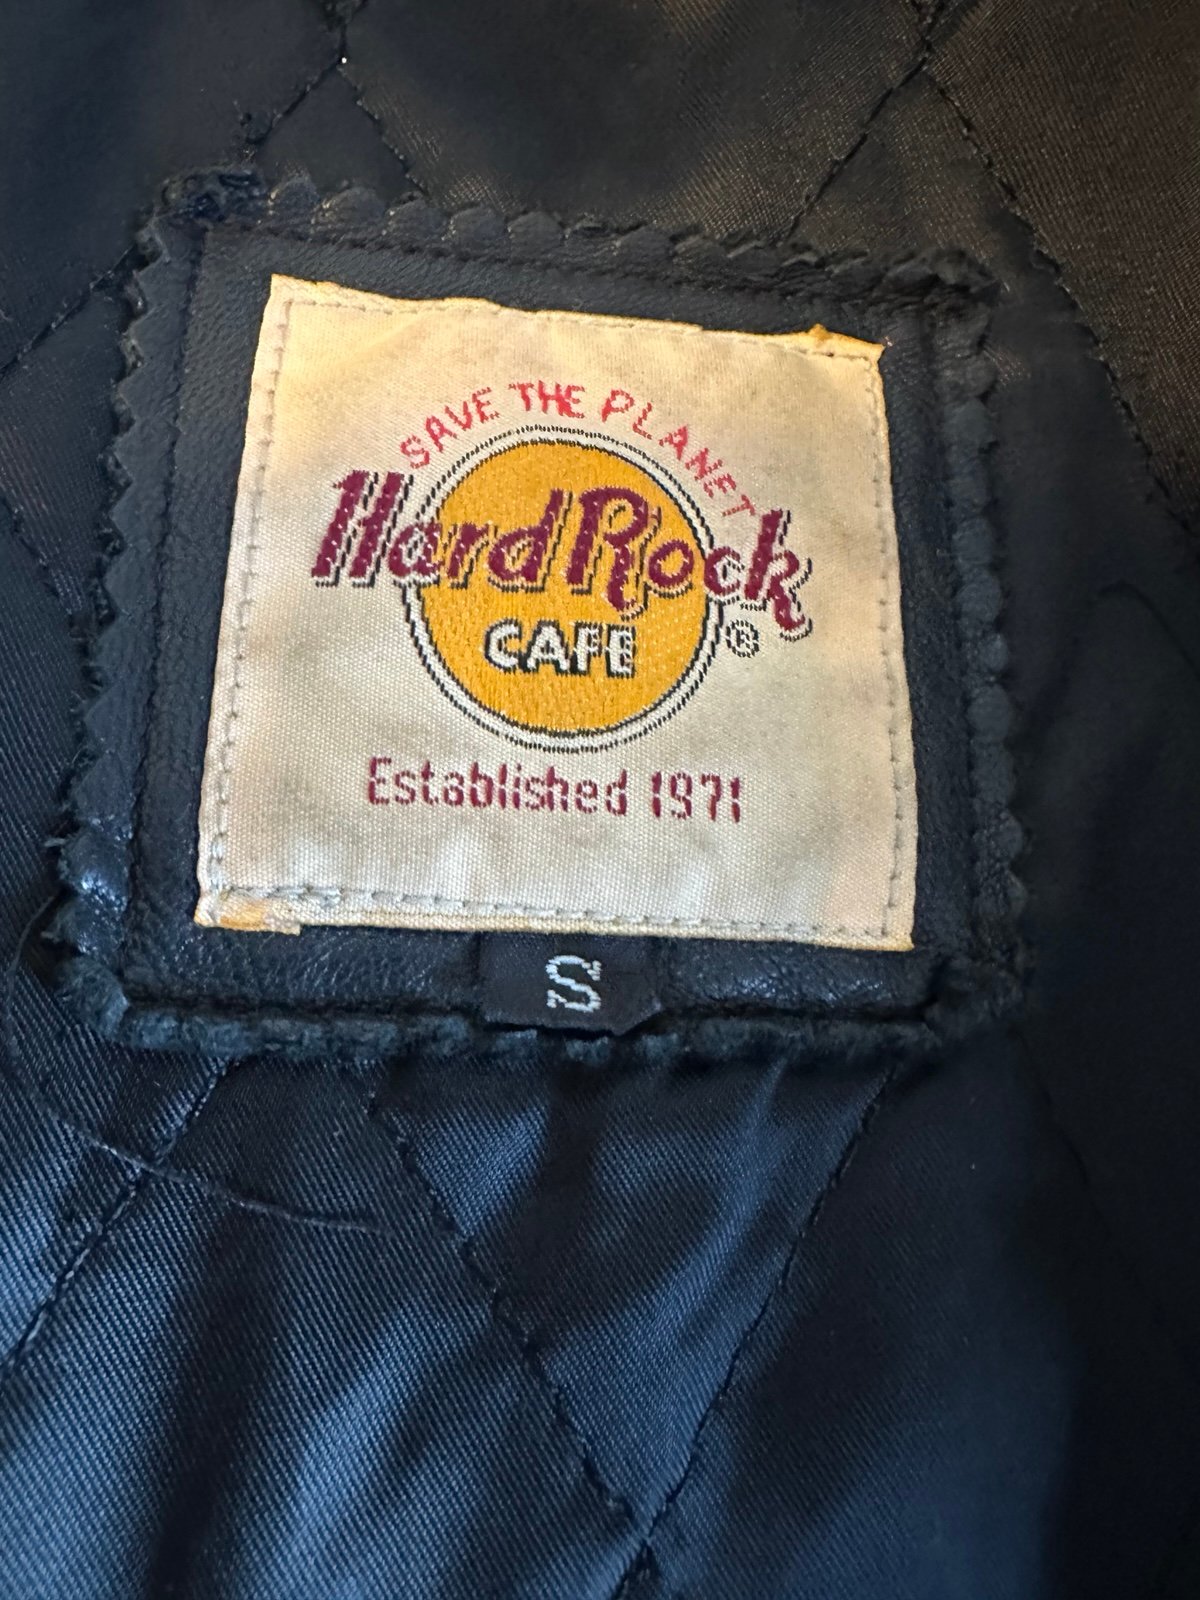 SAVE THE PLANET
Hard Rock
CAFE
®
Established 1971
S